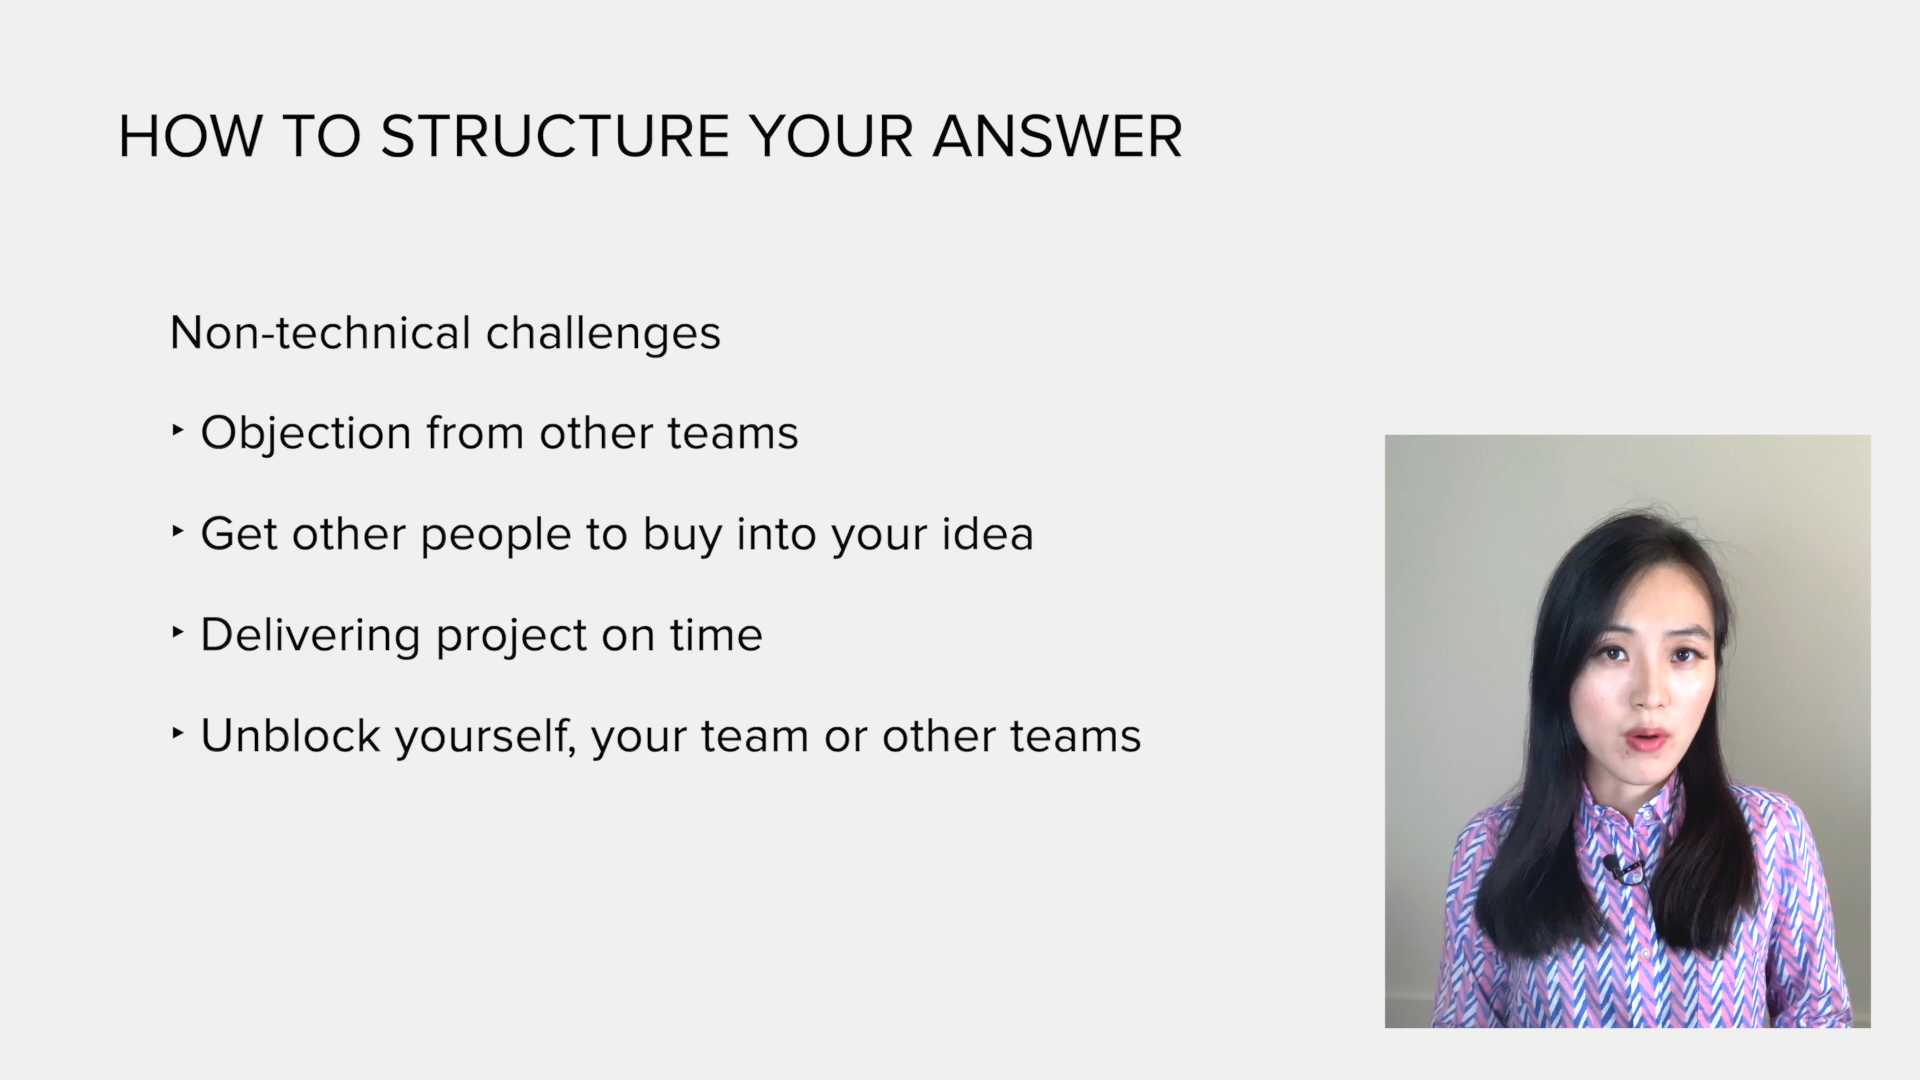 HOW TO STRUCTURE YOUR ANSWER
Non-technical challenges
‣ Objection from other teams
‣ Get other people to buy into your idea
‣ Delivering project on time
‣ Unblock yourself, your team or other teams